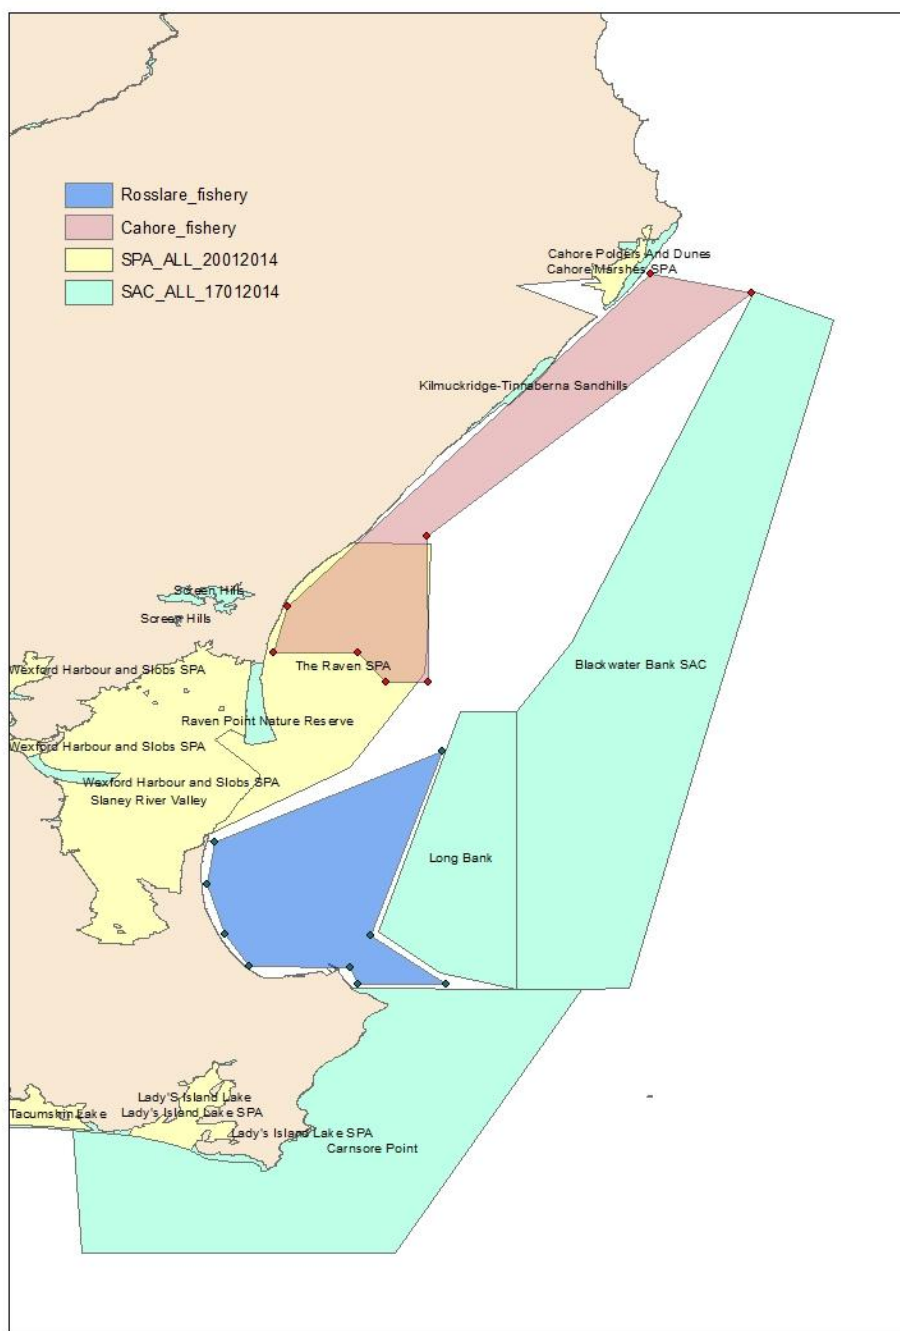 Rosslare_fishery
Cahore_fishery
SPA_ALL_20012014
SAC_ALL_17012014
Cahore Polders And Dunes
Cahore Marshes SPA
Kilmuckridge-Tinnaberna Sandhills
Screen Hills
Screen Hills
The Raven SPA
Wexford Harbour and Slobs SPA
Blackwater Bank SAC
Raven Point Nature Reserve
Wexford Harbour and Slobs SPA
Wexford Harbour and Slobs SPA
Slaney River Valley
Long Bank
Lady'S Island Lake
Tacumshin Lake
Lady's Island Lake SPA
Lady's Island Lake SPA
Carnsore Point